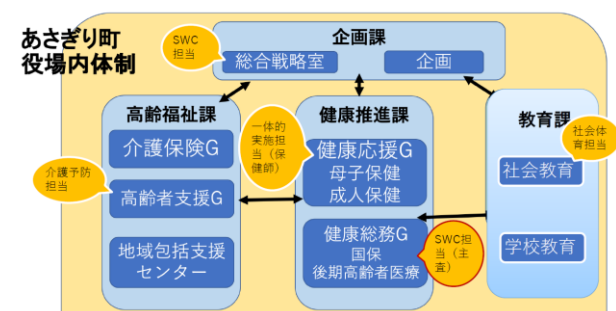 あさぎり町
役場内体制
企画課
SWC
担当
総合戦略室
企画
高齢福祉課
介護保険G
介護予防
担当
高齢者支援G
地域包括支援
センター
健康推進課
一体的
実施担
当（保
健師）
健康応援G
母子保健
成人保健
健康総務G
国保
後期高齢者医療
SWC担
当（主
査）
教育課
社会体
育担当
社会教育
学校教育